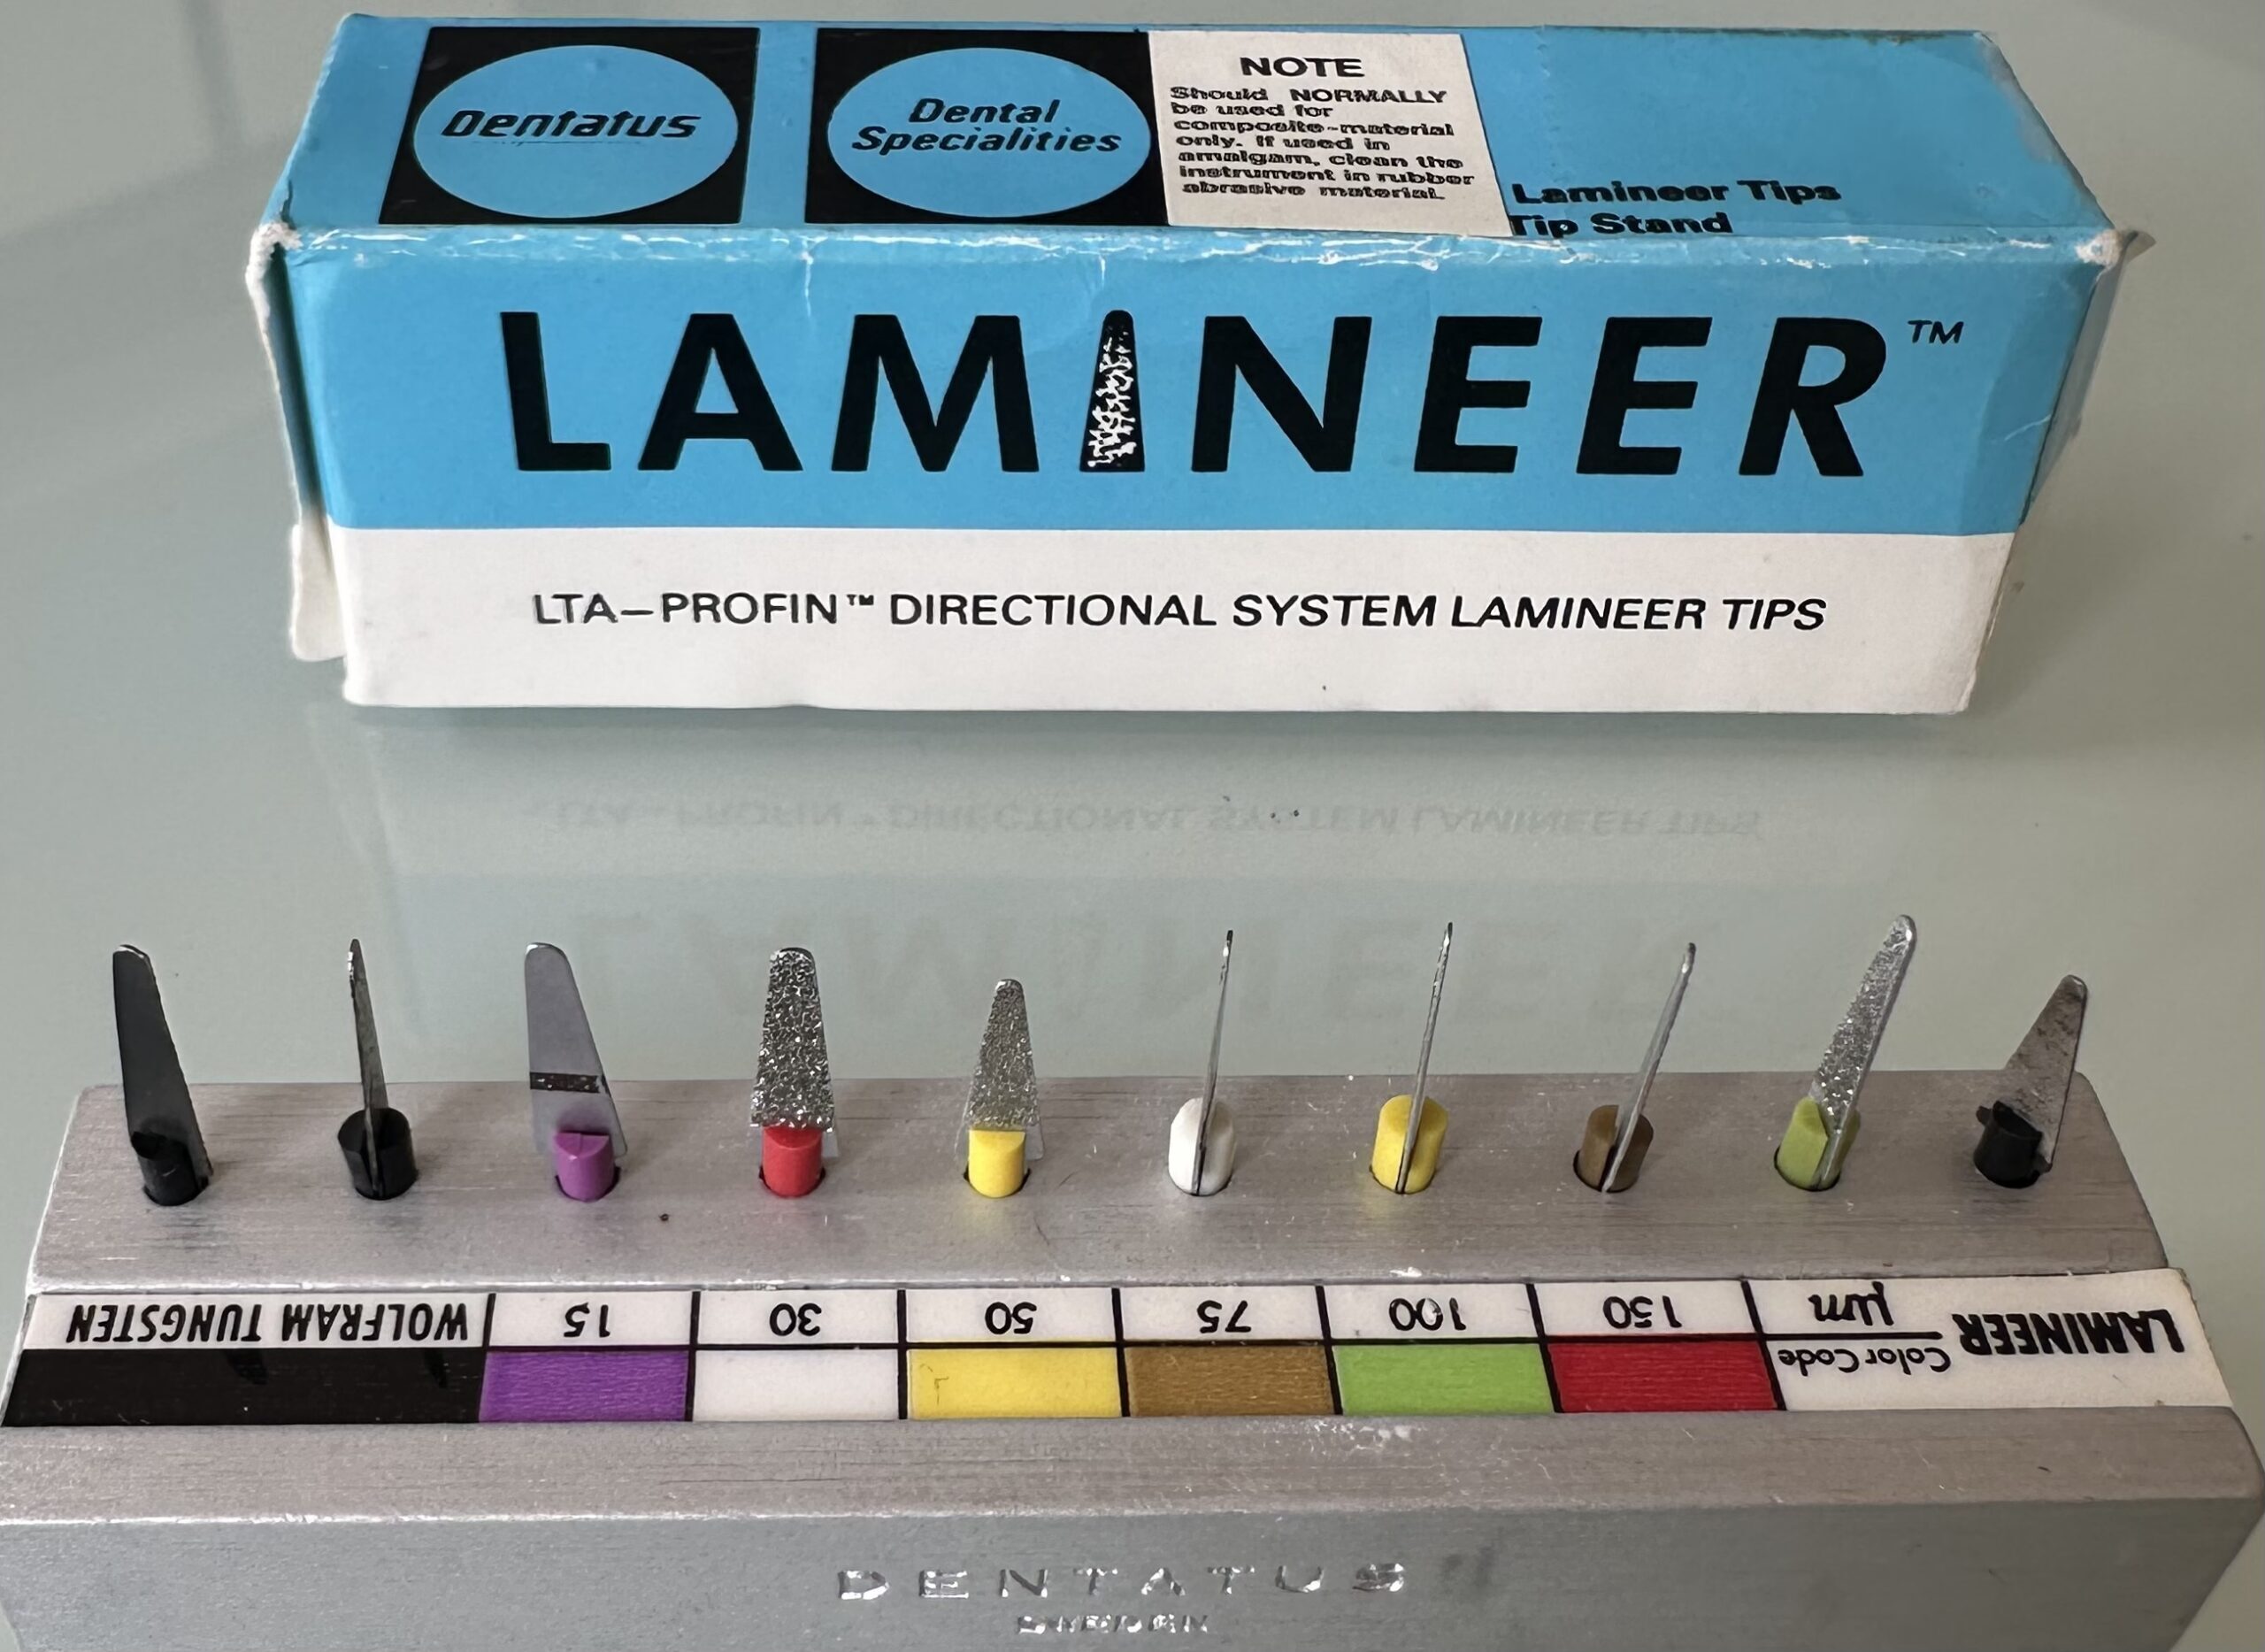 Dentatus
Dental
Specialities
NOTE
Should NORMALLY
be used for
composite-material
only. If used in
amalgam, clean the
instrument in rubber
abrasive material.
Lamineer Tips
Tip Stand
LAMINEER™
LTA-PROFIN™ DIRECTIONAL SYSTEM LAMINEER TIPS
LAMINEER
Color Code
µm
150
100
75
50
30
15
WOLFRAM TUNGSTEN
DENTATUS
SWEDEN